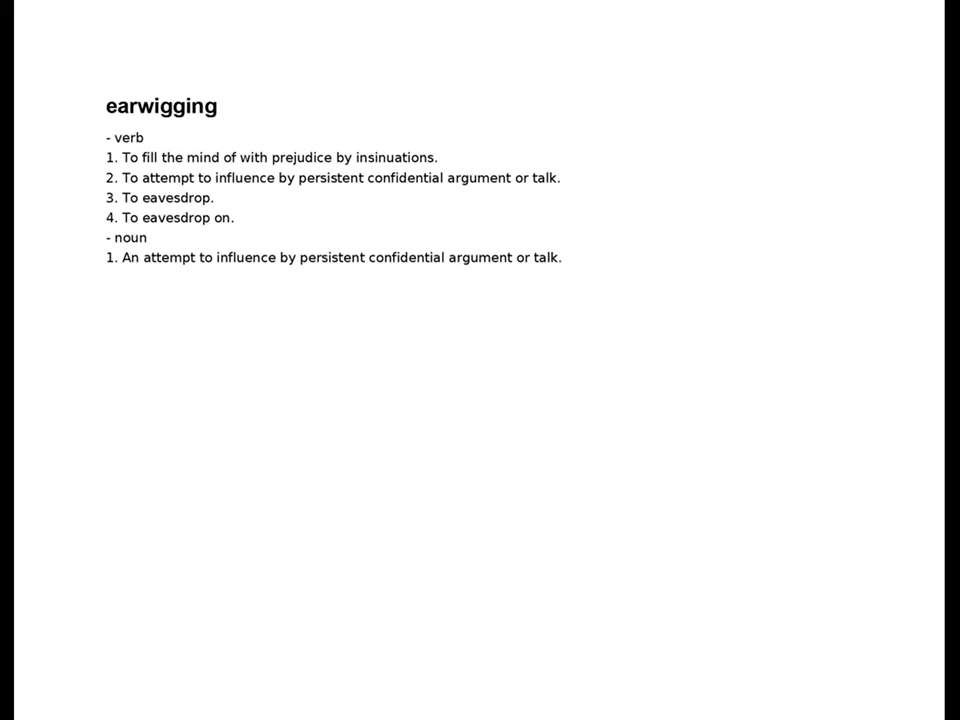 earwigging
- verb
1. To fill the mind of with prejudice by insinuations.
2. To attempt to influence by persistent confidential argument or talk.
3. To eavesdrop.
4. To eavesdrop on.
- noun
1. An attempt to influence by persistent confidential argument or talk.